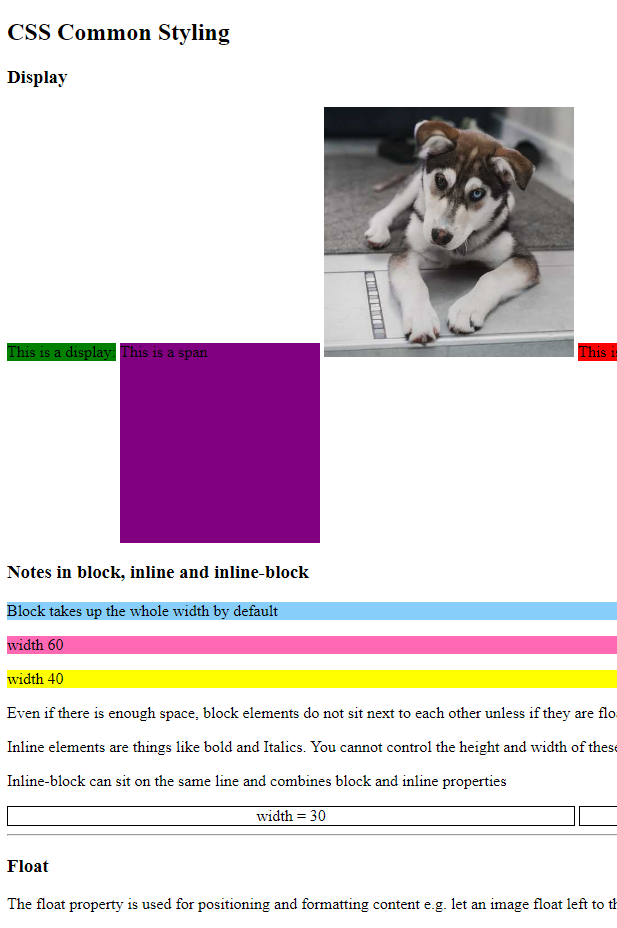 CSS Common Styling
Display
This is a display: This is a span This i
Notes in block, inline and inline-block
Block takes up the whole width by default
width 60
width 40
Even if there is enough space, block elements do not sit next to each other unless if they are flo
Inline elements are things like bold and Italics. You cannot control the height and width of these
Inline-block can sit on the same line and combines block and inline properties
width = 30
Float
The float property is used for positioning and formatting content e.g. let an image float left to th